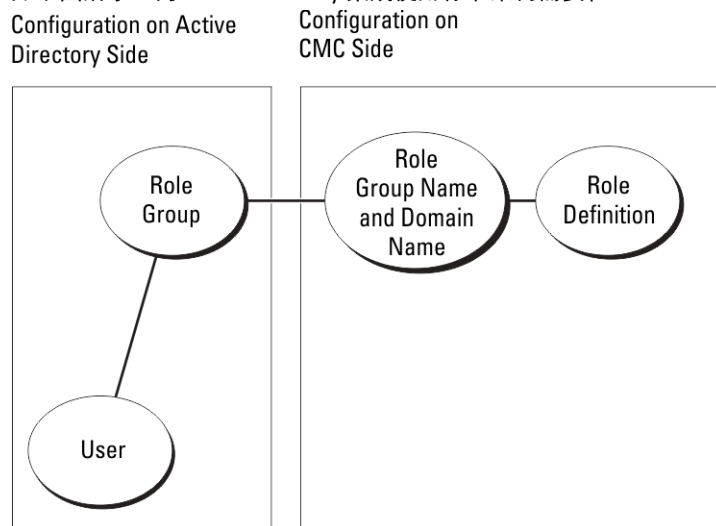 Configuration on Active
Directory Side
Configuration on
CMC Side
Role
Group
Role
Group Name
and Domain
Name
Role
Definition
User